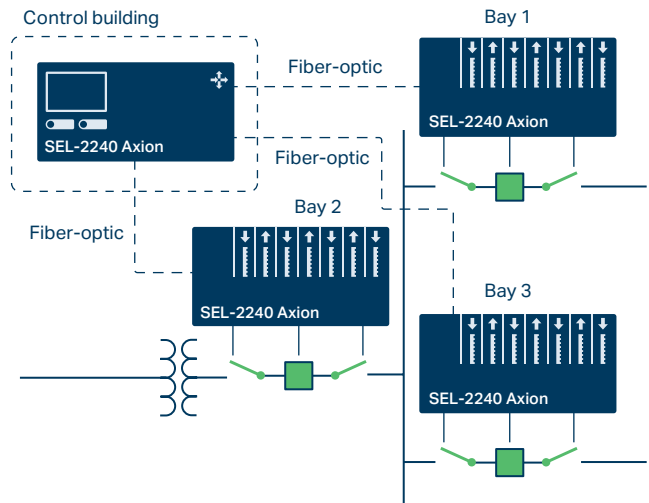 Control building
Bay 1
Fiber-optic
SEL-2240 Axion
SEL-2240 Axion
Fiber-optic
Bay 2
Fiber-optic
SEL-2240 Axion
Bay 3
SEL-2240 Axion